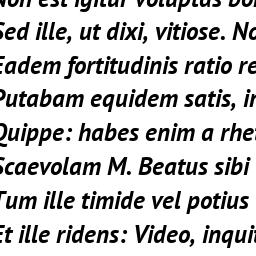 Non est igitur voluptas bon
Sed ille, ut dixi, vitiose. No
Eadem fortitudinis ratio re
Putabam equidem satis, in
Quippe: habes enim a rhet
Scaevolam M. Beatus sibi
Tum ille timide vel potius
Et ille ridens: Video, inquit